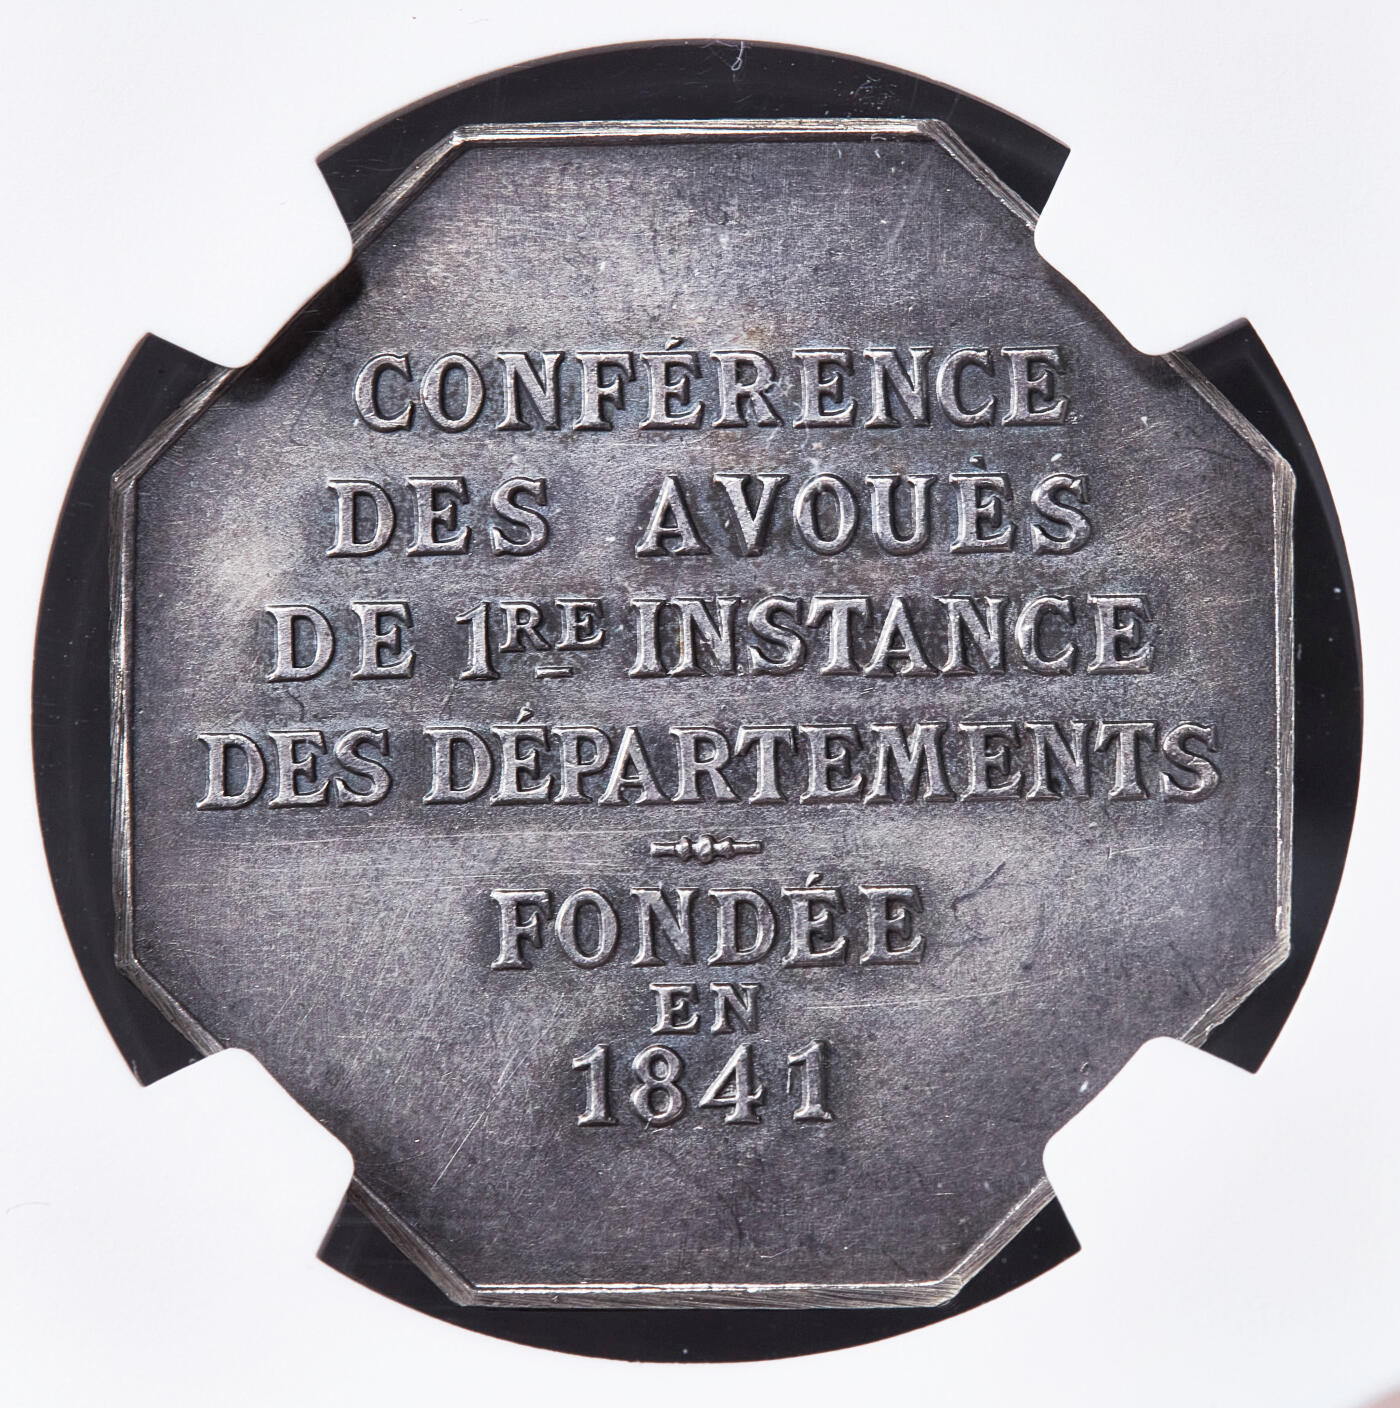 CONFÉRENCE
DES AVOUÉS
DE 1RE INSTANCE
DES DÉPARTEMENTS
FONDÉE
EN
1841